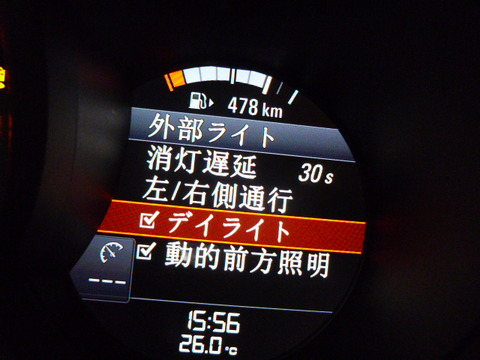 478 km
外部ライト
消灯遅延 30s
左/右側通行
デイライト
動的前方照明
---
15:56
26.0°C